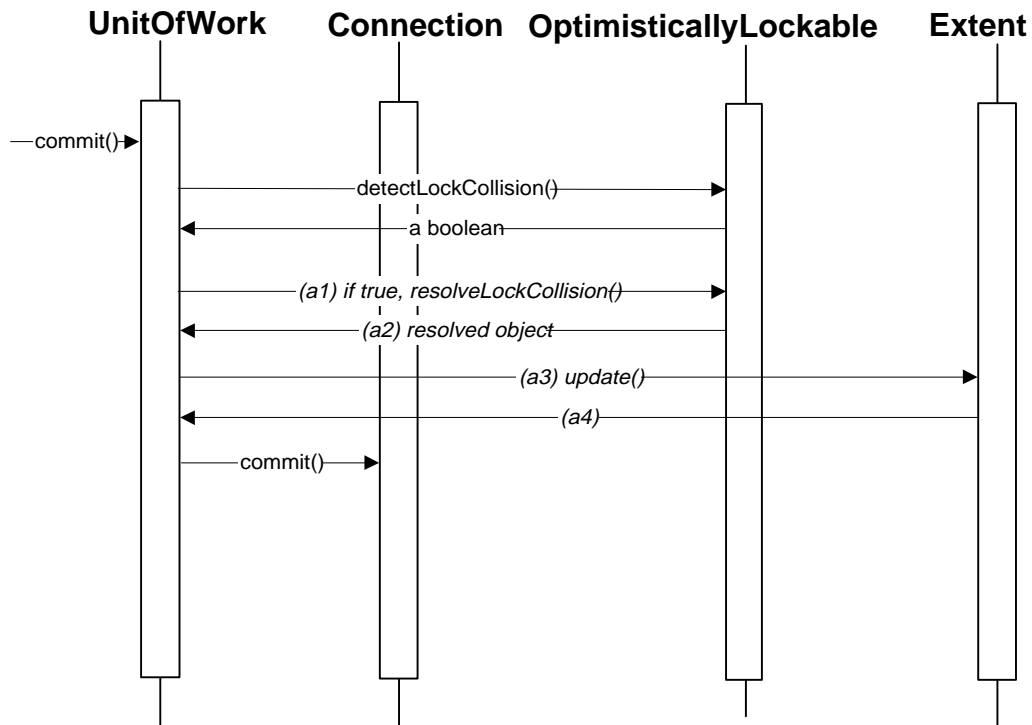 UnitOfWork Connection OptimisticallyLockable Extent
commit()
detectLockCollision()
a boolean
(a1) if true, resolveLockCollision()
(a2) resolved object
(a3) update()
(a4)
commit()